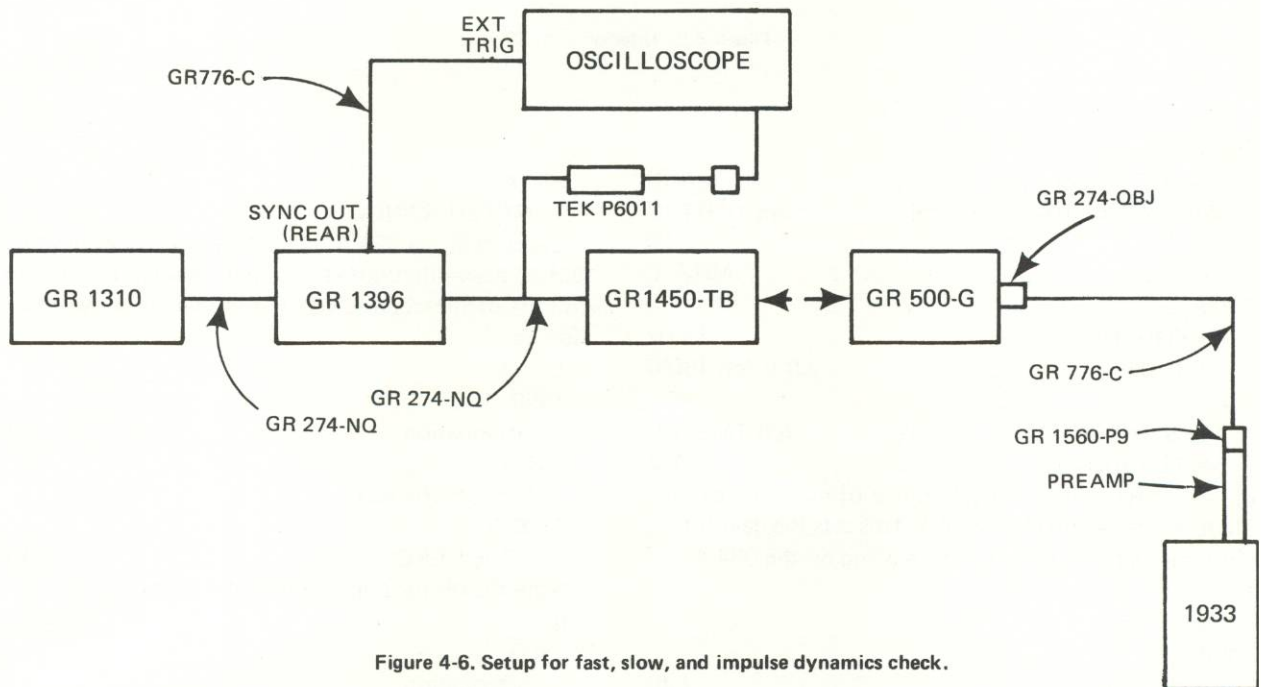 EXT
TRIG
OSCILLOSCOPE
GR776-C
TEK P6011
GR 274-QBJ
SYNC OUT
(REAR)
GR 1310
GR 1396
GR1450-TB
GR 500-G
GR 776-C
GR 274-NQ
GR 274-NQ
GR 1560-P9
PREAMP
1933
Figure 4-6. Setup for fast, slow, and impulse dynamics check.